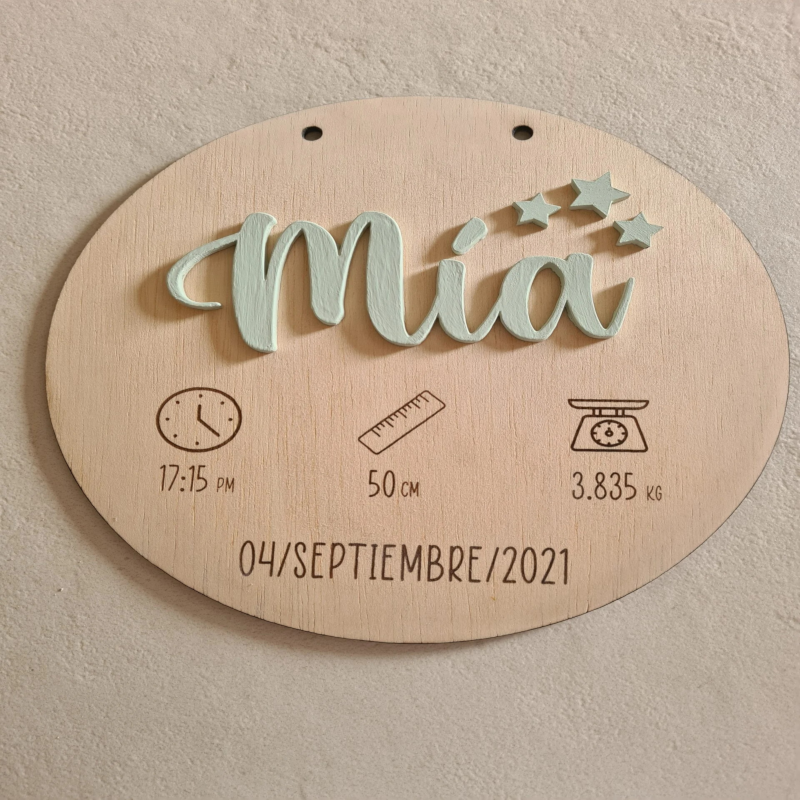 Mía
17:15 PM
50 CM
3.835 KG
04/SEPTIEMBRE/2021